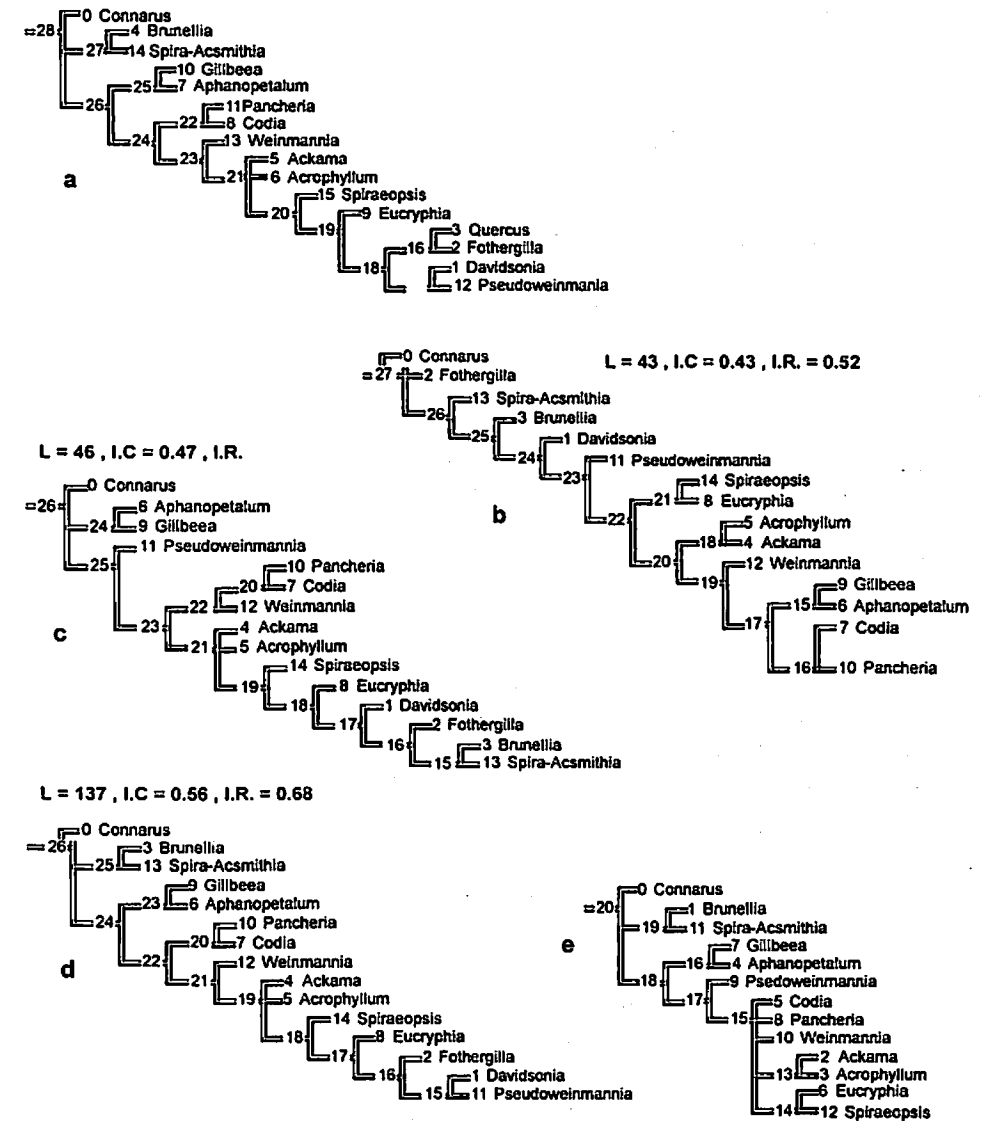 0 Connarus
=28
4 Brunellia
27 14 Spira-Acsmithia
10 Gillbeea
25 7 Aphanopetalum
26 11 Pancheria
22 8 Codia
24 13 Weinmannia
23 5 Ackama
a 21 6 Acrophyllum
15 Spiraeopsis
20 9 Eucryphia
19 3 Quercus
16 2 Fothergilla
18 1 Davidsonia
12 Pseudoweinmania
L = 43 , I.C = 0.43 , I.R. = 0.52
0 Connarus
=27 2 Fothergilla
13 Spira-Acsmithia
26 3 Brunellia
25 1 Davidsonia
24 11 Pseudoweinmannia
23 14 Spiraeopsis
21 8 Eucryphia
b 22 5 Acrophyllum
18 4 Ackama
20 12 Weinmannia
19 9 Gillbeea
15 6 Aphanopetalum
17 7 Codia
16 10 Pancheria
L = 46 , I.C = 0.47 , I.R.
0 Connarus
=26 6 Aphanopetalum
24 9 Gillbeea
11 Pseudoweinmannia
25 10 Pancheria
20 7 Codia
22 12 Weinmannia
c 23 4 Ackama
21 5 Acrophyllum
14 Spiraeopsis
19 8 Eucryphia
18 1 Davidsonia
17 2 Fothergilla
16 3 Brunellia
15 13 Spira-Acsmithia
L = 137 , I.C = 0.56 , I.R. = 0.68
0 Connarus
=26 3 Brunellia
25 13 Spira-Acsmithia
9 Gillbeea
23 6 Aphanopetalum
24 10 Pancheria
20 7 Codia
d 22 12 Weinmannia
21 4 Ackama
19 5 Acrophyllum
14 Spiraeopsis
18 8 Eucryphia
17 2 Fothergilla
16 1 Davidsonia
15 11 Pseudoweinmannia
0 Connarus
=20 1 Brunellia
19 11 Spira-Acsmithia
e 7 Gillbeea
16 4 Aphanopetalum
18 9 Psedoweinmannia
17 5 Codia
15 8 Pancheria
10 Weinmannia
2 Ackama
13 3 Acrophyllum
6 Eucryphia
14 12 Spiraeopsis